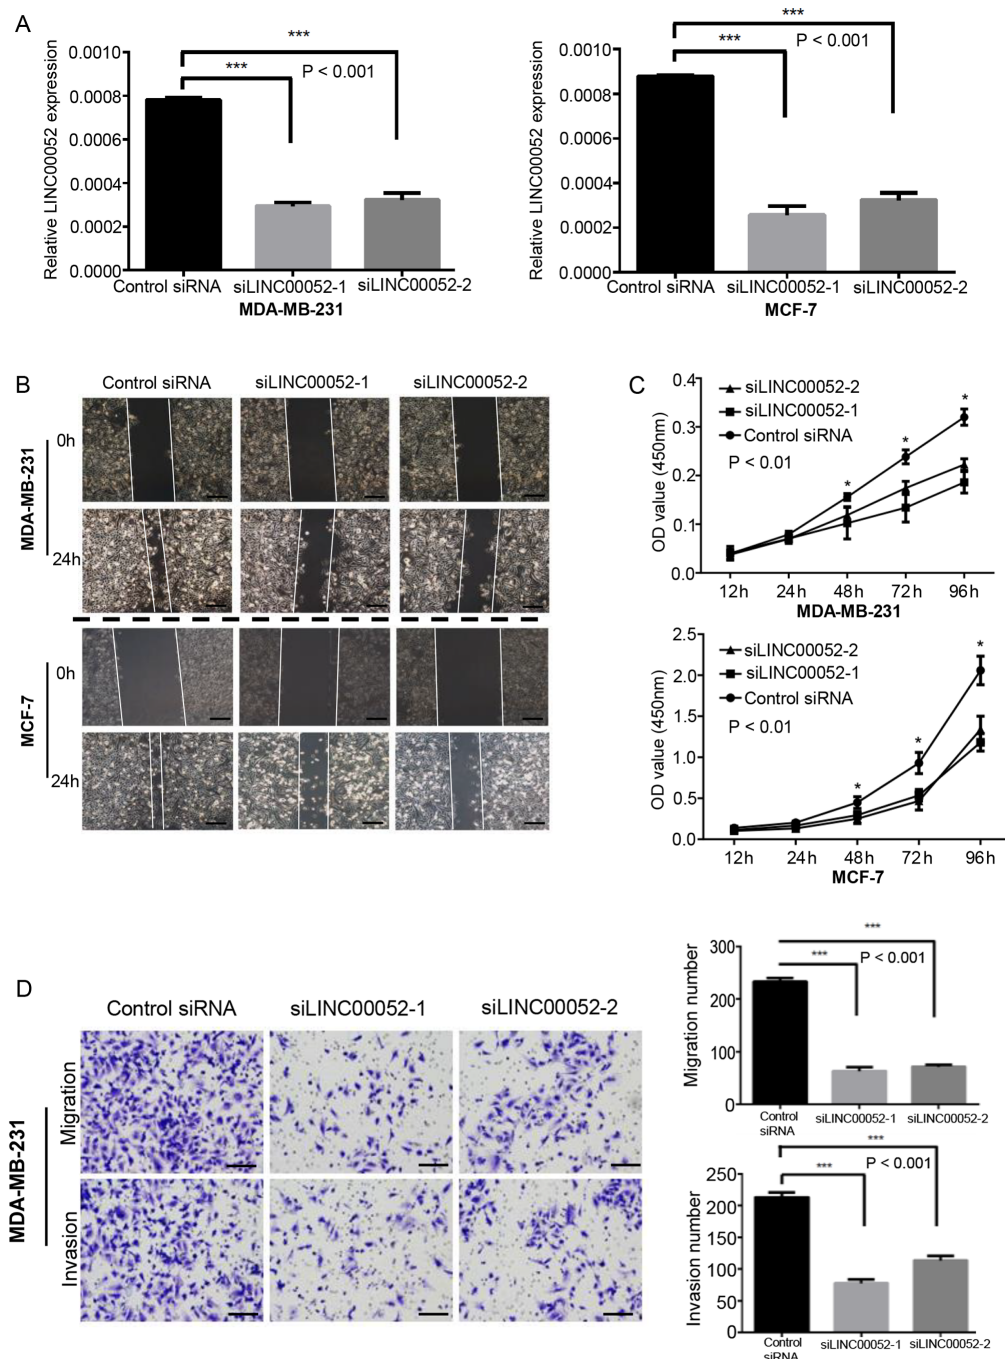 A
Relative LINC00052 expression
0.0010
0.0008
0.0006
0.0004
0.0002
0.0000
***
***
P < 0.001
Control siRNA
siLINC00052-1
siLINC00052-2
MDA-MB-231
Relative LINC00052 expression
0.0010
0.0008
0.0006
0.0004
0.0002
0.0000
***
***
P < 0.001
Control siRNA
siLINC00052-1
siLINC00052-2
MCF-7
B
Control siRNA
siLINC00052-1
siLINC00052-2
MDA-MB-231
0h
24h
MCF-7
0h
24h
C
OD value (450nm)
0.4
0.3
0.2
0.1
0.0
siLINC00052-2
siLINC00052-1
Control siRNA
P < 0.01
*
*
*
12h 24h 48h 72h 96h
MDA-MB-231
OD value (450nm)
2.5
2.0
1.5
1.0
0.5
0.0
siLINC00052-2
siLINC00052-1
Control siRNA
P < 0.01
*
*
*
12h 24h 48h 72h 96h
MCF-7
D
Control siRNA
siLINC00052-1
siLINC00052-2
MDA-MB-231
Migration
Invasion
Migration number
300
200
100
0
***
***
P < 0.001
Control
siRNA
siLINC00052-1
siLINC00052-2
Invasion number
250
200
150
100
50
0
***
***
P < 0.001
Control
siRNA
siLINC00052-1
siLINC00052-2